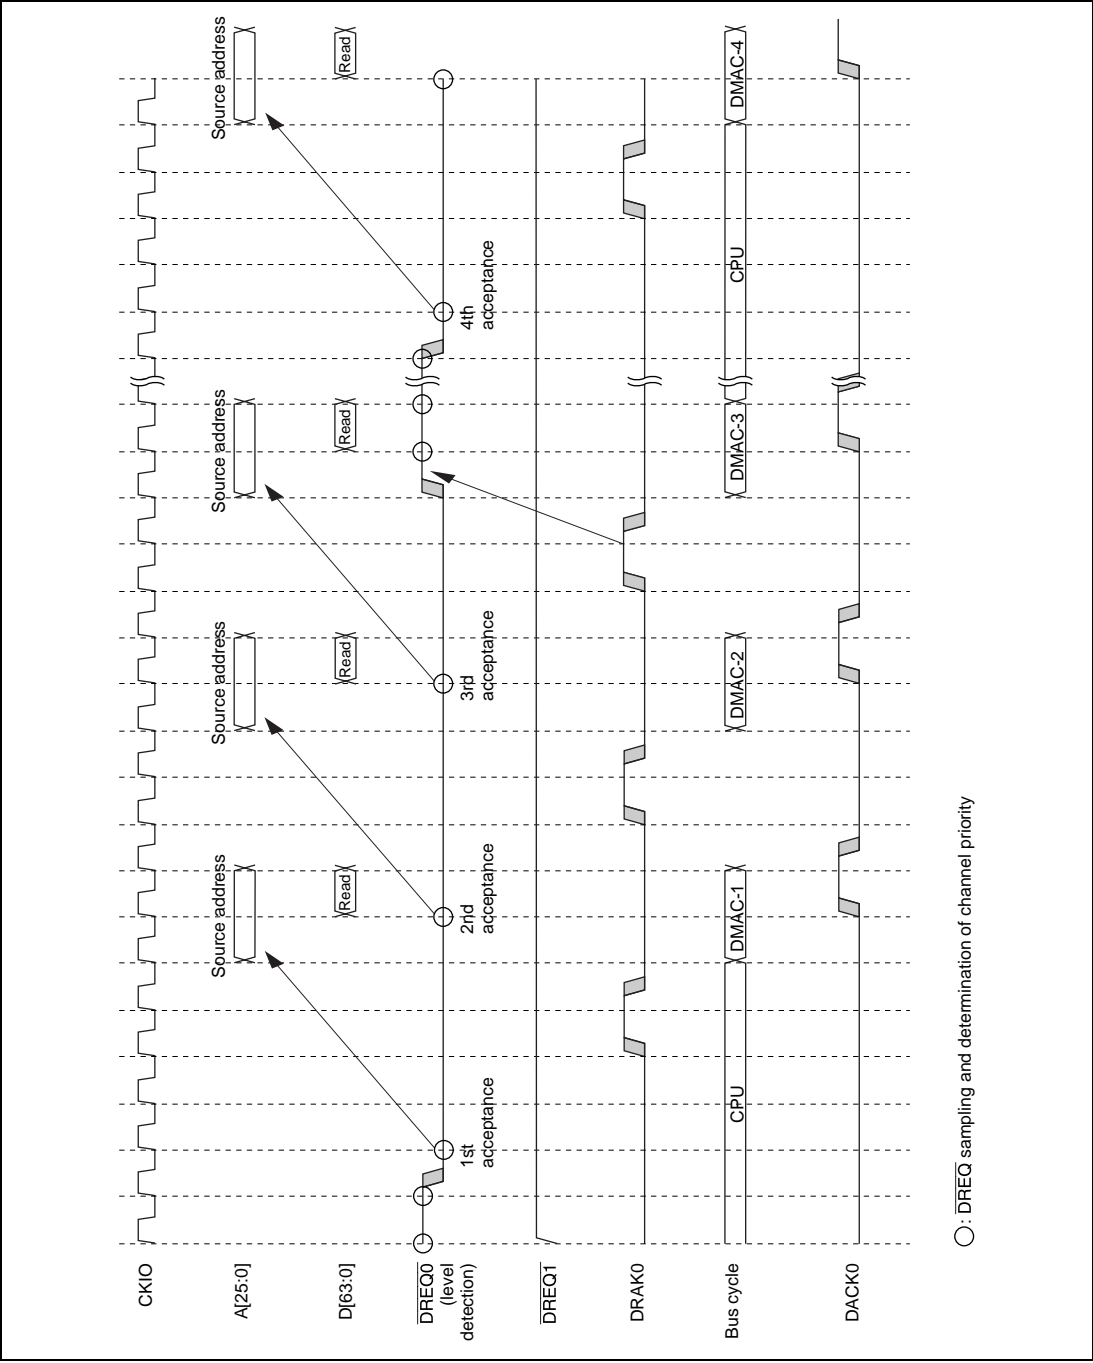 CKIO
Source address
Source address
Source address
Source address
A[25:0]
Read
Read
Read
Read
D[63:0]
DREQ0
(level
detection)
1st
acceptance
2nd
acceptance
3rd
acceptance
4th
acceptance
DREQ1
DRAK0
Bus cycle
CPU
DMAC-1
DMAC-2
DMAC-3
CPU
DMAC-4
DACK0
: DREQ sampling and determination of channel priority